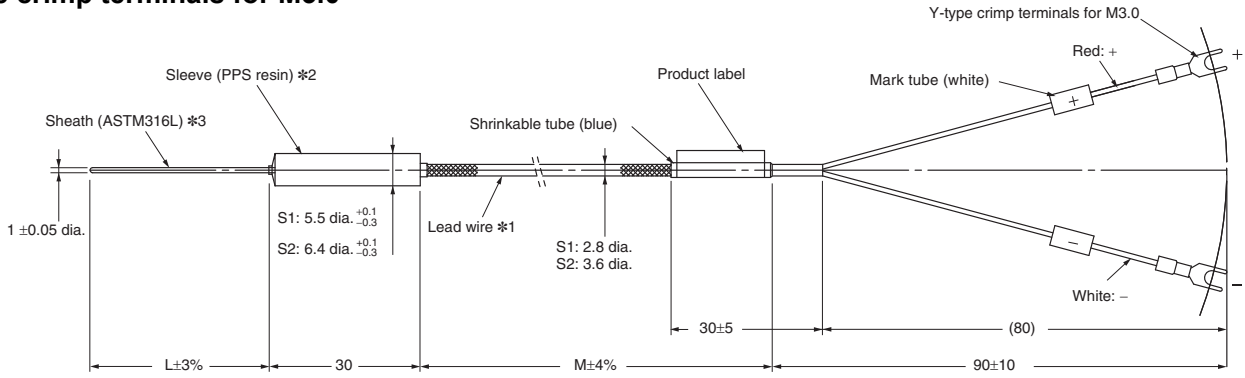 crimp terminals for M3.0
Y-type crimp terminals for M3.0
Red: +
+
Sleeve (PPS resin) *2
Product label
Mark tube (white)
+
Sheath (ASTM316L) *3
Shrinkable tube (blue)
1 ±0.05 dia.
S1: 5.5 dia. +0.1 −0.3
S2: 6.4 dia. +0.1 −0.3
Lead wire *1
S1: 2.8 dia.
S2: 3.6 dia.
−
White: −
−
30±5
(80)
L±3%
30
M±4%
90±10